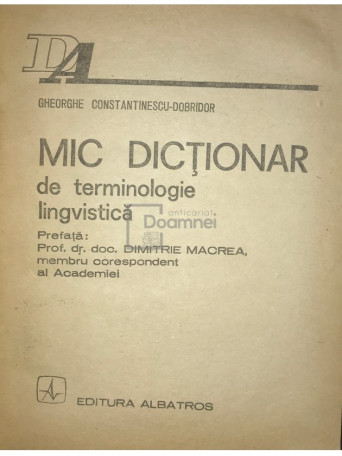 DA
GHEORGHE CONSTANTINESCU-DOBRIDOR
MIC DICȚIONAR
de terminologie
lingvistică
anticariat
Doamnei
Prefață:
Prof. dr. doc. DIMITRIE MACREA,
membru corespondent
al Academiei
EDITURA ALBATROS